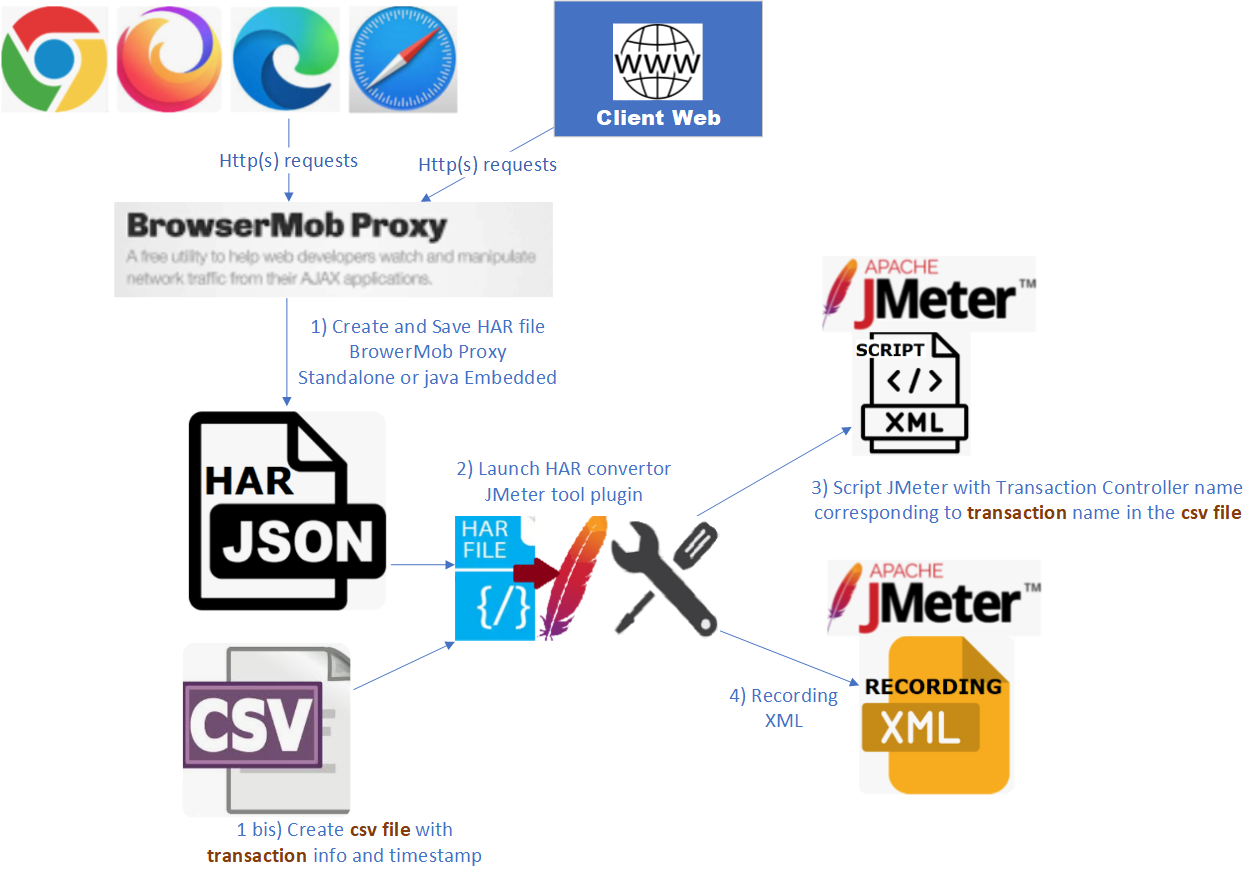 WWW
Client Web
Http(s) requests
Http(s) requests
BrowserMob Proxy
A free utility to help web developers watch and manipulate
network traffic from their AJAX applications.
1) Create and Save HAR file
BrowerMob Proxy
Standalone or java Embedded
HAR
JSON
2) Launch HAR convertor
JMeter tool plugin
HAR
FILE
{/}
APACHE
JMeter™
SCRIPT
</>
XML
3) Script JMeter with Transaction Controller name
corresponding to transaction name in the csv file
APACHE
JMeter™
RECORDING
XML
4) Recording
XML
CSV
1 bis) Create csv file with
transaction info and timestamp